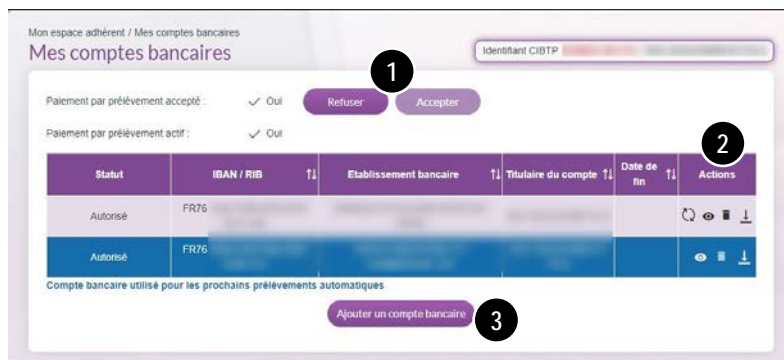 Mon espace adhérent / Mes comptes bancaires
Mes comptes bancaires
Identifiant CIBTP
1
Paiement par prélèvement accepté : Oui Refuser Accepter
Paiement par prélèvement actif : Oui
2
Statut IBAN / RIB Etablissement bancaire Titulaire du compte Date de fin Actions
Autorisé FR76
Autorisé FR76
Compte bancaire utilisé pour les prochains prélèvements automatiques
Ajouter un compte bancaire 3